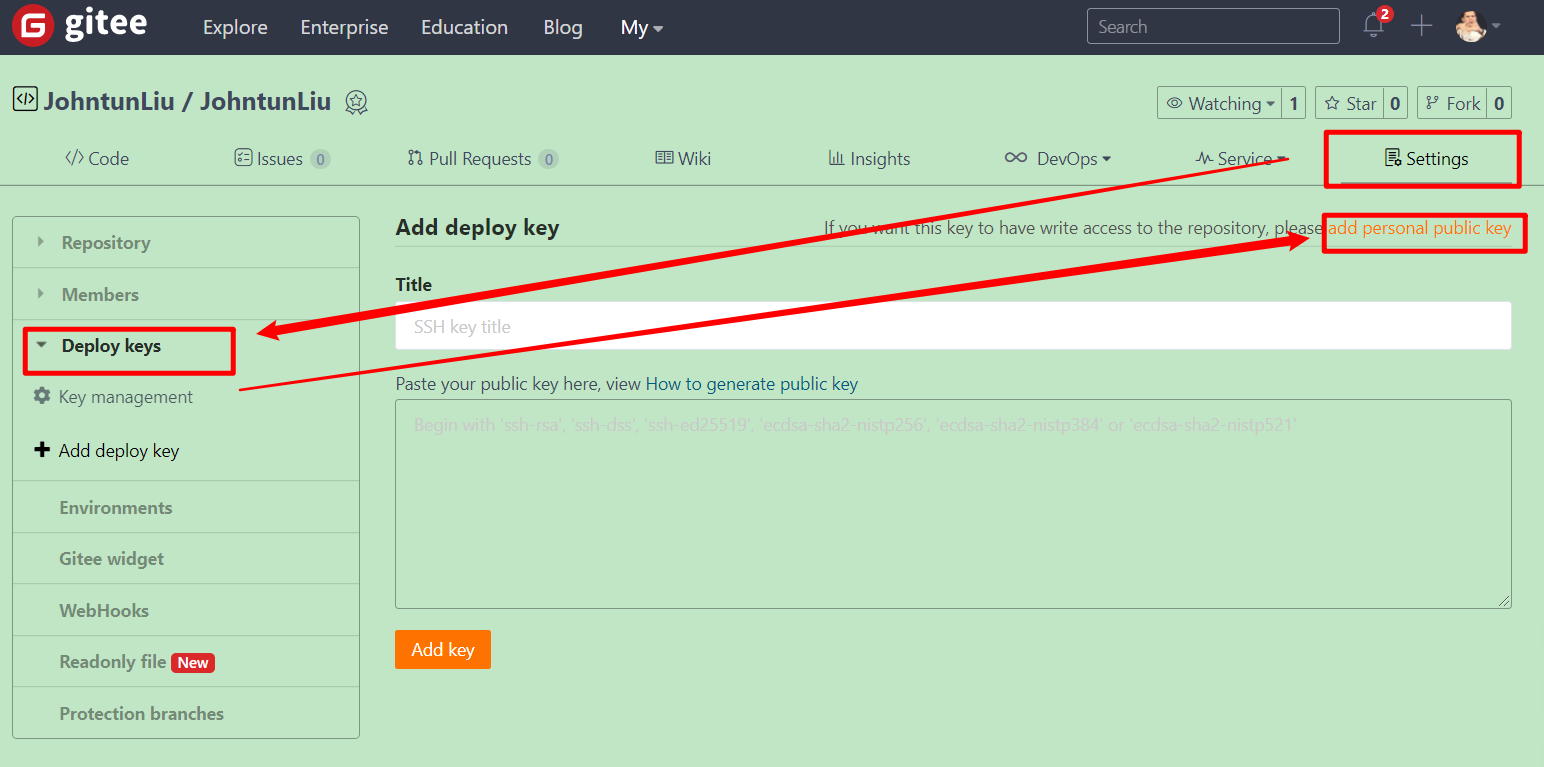 gitee Explore Enterprise Education Blog My Search 2
JohntunLiu / JohntunLiu Watching 1 Star 0 Fork 0
Code Issues 0 Pull Requests 0 Wiki Insights DevOps Service Settings
Repository
Members
Deploy keys
Key management
Add deploy key
Environments
Gitee widget
WebHooks
Readonly file New
Protection branches
Add deploy key If you want this key to have write access to the repository, please add personal public key
Title
SSH key title
Paste your public key here, view How to generate public key
Begin with 'ssh-rsa', 'ssh-dss', 'ssh-ed25519', 'ecdsa-sha2-nistp256', 'ecdsa-sha2-nistp384' or 'ecdsa-sha2-nistp521'
Add key